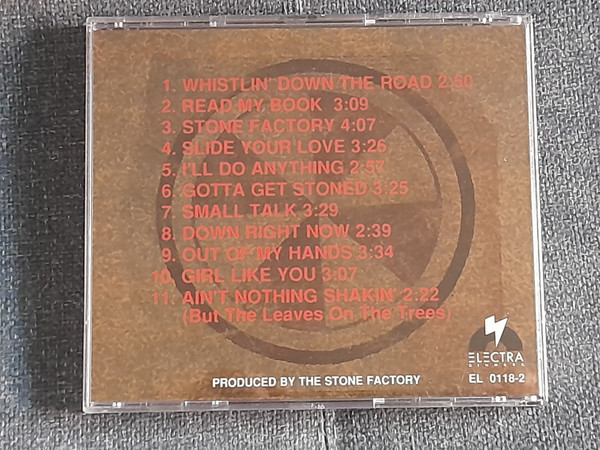 1. WHISTLIN' DOWN THE ROAD 2:50
2. READ MY BOOK 3:09
3. STONE FACTORY 4:07
4. SLIDE YOUR LOVE 3:26
5. I'LL DO ANYTHING 2:57
6. GOTTA GET STONED 3:25
7. SMALL TALK 3:29
8. DOWN RIGHT NOW 2:39
9. OUT OF MY HANDS 3:34
10. GIRL LIKE YOU 3:07
11. AIN'T NOTHING SHAKIN' 2:22
(But The Leaves On The Trees)
ELECTRA
EL 0118-2
PRODUCED BY THE STONE FACTORY